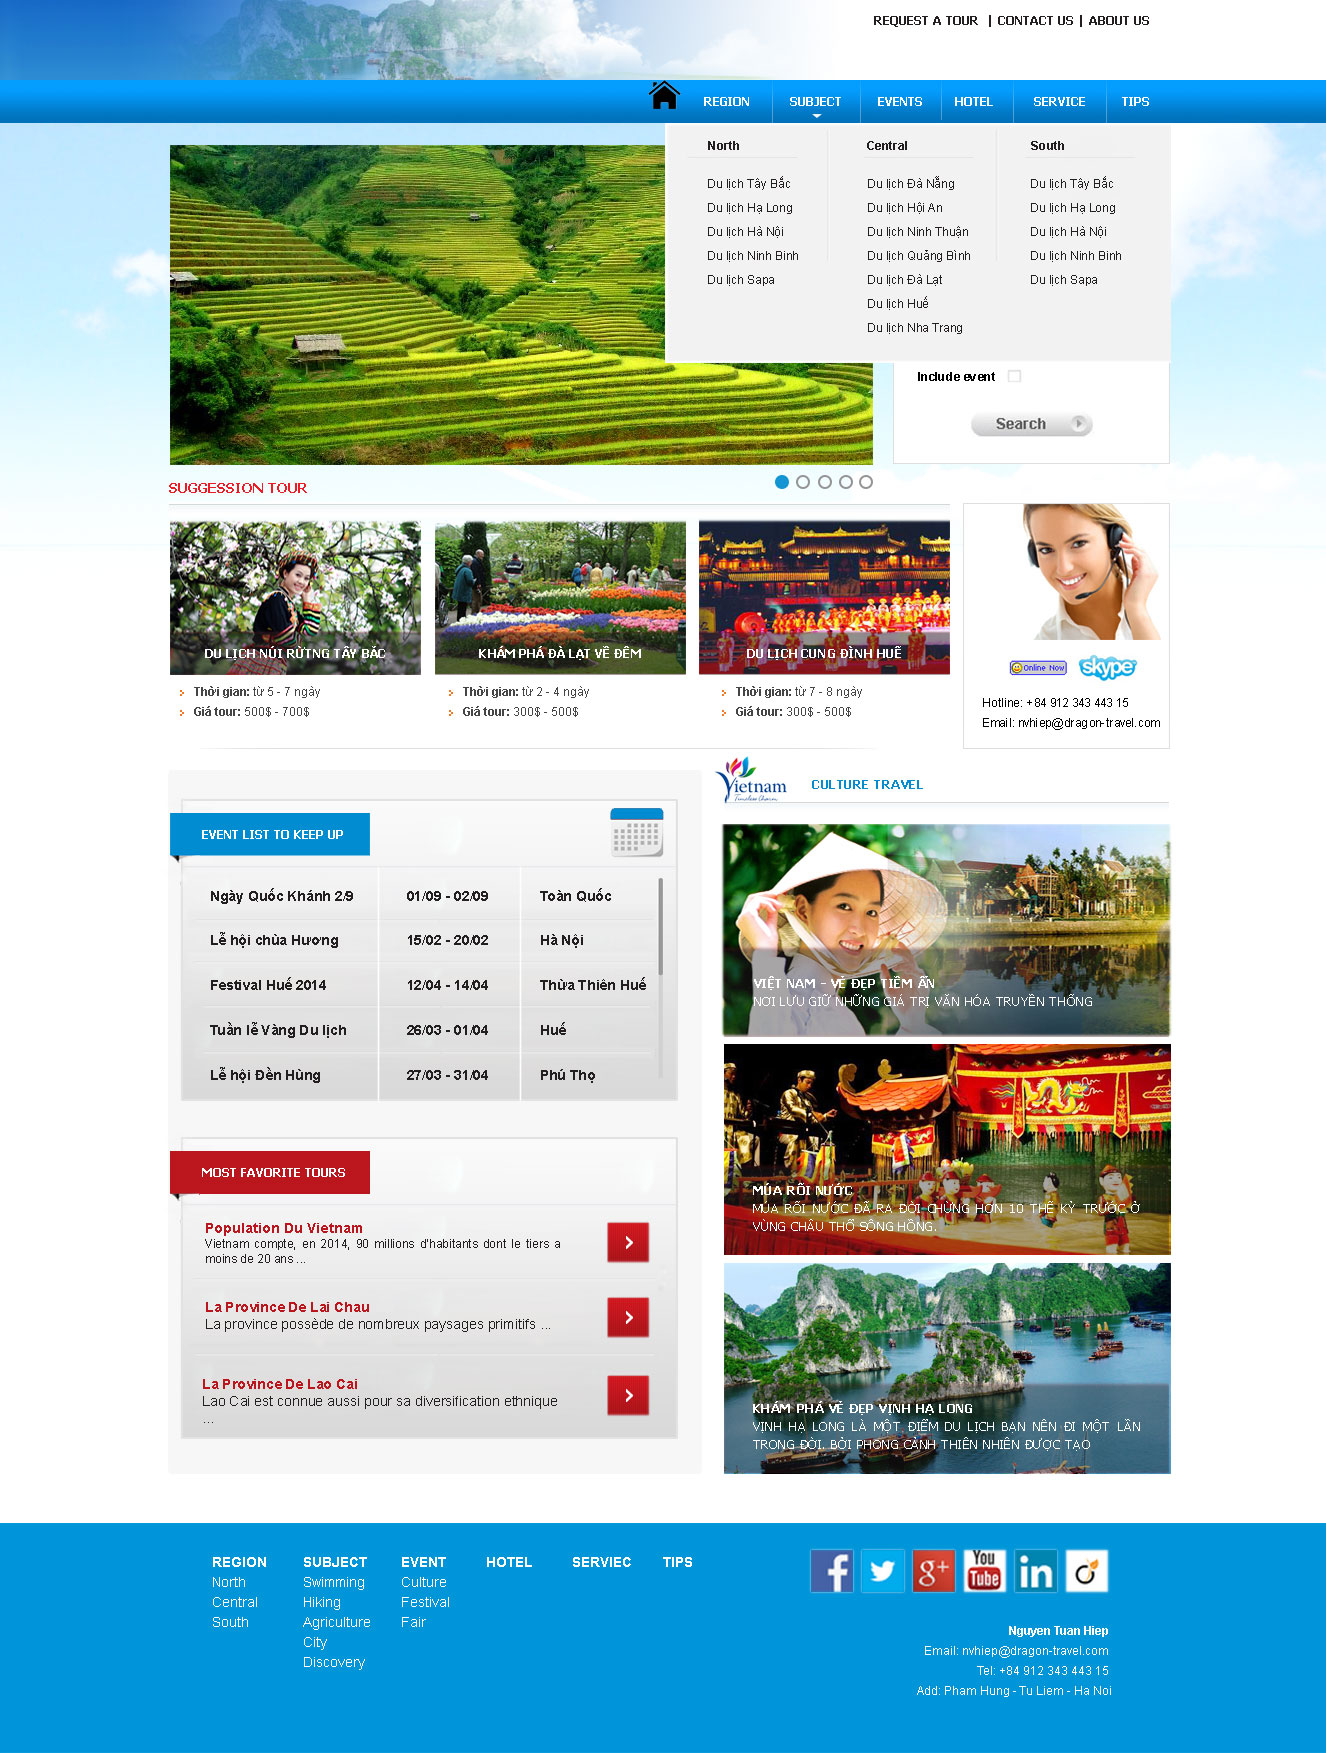 REQUEST A TOUR | CONTACT US | ABOUT US
REGION SUBJECT EVENTS HOTEL SERVICE TIPS
North
Du lịch Tây Bắc
Du lịch Hạ Long
Du lịch Hà Nội
Du lịch Ninh Binh
Du lịch Sapa
Central
Du lịch Đà Nẵng
Du lịch Hội An
Du lịch Ninh Thuận
Du lịch Quảng Bình
Du lịch Đà Lạt
Du lịch Huế
Du lịch Nha Trang
South
Du lịch Tây Bắc
Du lịch Hạ Long
Du lịch Hà Nội
Du lịch Ninh Binh
Du lịch Sapa
Include event
Search
SUGGESSION TOUR
DU LỊCH NÚI RỪTNG TÂY BẮC
Thời gian: từ 5 - 7 ngày
Giá tour: 500$ - 700$
KHÁM PHÁ ĐÀ LẠT VỀ ĐÊM
Thời gian: từ 2 - 4 ngày
Giá tour: 300$ - 500$
DU LỊCH CUNG ĐÌNH HUẾ
Thời gian: từ 7 - 8 ngày
Giá tour: 300$ - 500$
Online Now skype
Hotline: +84 912 343 443 15
Email: nvhiep@dragon-travel.com
EVENT LIST TO KEEP UP
Ngày Quốc Khánh 2/9 01/09 - 02/09 Toàn Quốc
Lễ hội chùa Hương 15/02 - 20/02 Hà Nội
Festival Huế 2014 12/04 - 14/04 Thừa Thiên Huế
Tuần lễ Vàng Du lịch 26/03 - 01/04 Huế
Lễ hội Đền Hùng 27/03 - 31/04 Phú Thọ
MOST FAVORITE TOURS
Population Du Vietnam
Vietnam compte, en 2014, 90 millions d'habitants dont le tiers a
moins de 20 ans ...
La Province De Lai Chau
La province possède de nombreux paysages primitifs ...
La Province De Lao Cai
Lao Cai est connue aussi pour sa diversification ethnique
...
Vietnam
Timeless Charm
CULTURE TRAVEL
VIỆT NAM - VẺ ĐẸP TIỀM ẨN
NƠI LƯU GIỮ NHỮNG GIÁ TRỊ VĂN HÓA TRUYỀN THỐNG
MÚA RỐI NƯỚC
MÚA RỐI NƯỚC ĐÃ RA ĐỜI CHỪNG HƠN 10 THẾ KỶ TRƯỚC Ở
VÙNG CHÂU THỔ SÔNG HỒNG.
KHÁM PHÁ VẺ ĐẸP VỊNH HẠ LONG
VỊNH HẠ LONG LÀ MỘT ĐIỂM DU LỊCH BẠN NÊN ĐI MỘT LẦN
TRONG ĐỜI. BỞI PHONG CẢNH THIÊN NHIÊN ĐƯỢC TẠO
REGION
North
Central
South
SUBJECT
Swimming
Hiking
Agriculture
City
Discovery
EVENT
Culture
Festival
Fair
HOTEL
SERVIEC
TIPS
f g+ You Tube in
Nguyen Tuan Hiep
Email: nvhiep@dragon-travel.com
Tel: +84 912 343 443 15
Add: Pham Hung - Tu Liem - Ha Noi